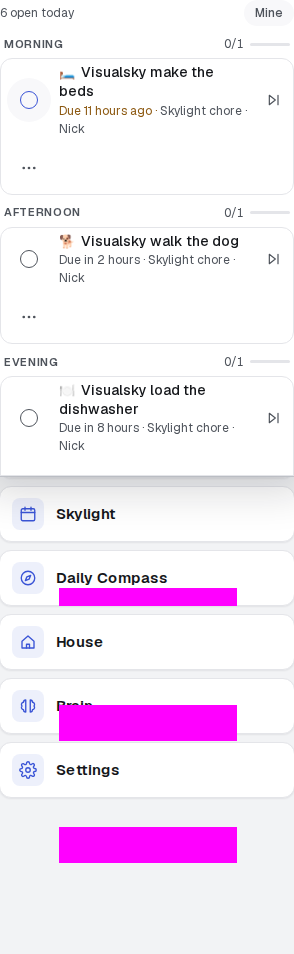 6 open today
Mine
MORNING
0/1
Visualsky make the
beds
Due 11 hours ago · Skylight chore ·
Nick
...
AFTERNOON
0/1
Visualsky walk the dog
Due in 2 hours · Skylight chore ·
Nick
...
EVENING
0/1
Visualsky load the
dishwasher
Due in 8 hours · Skylight chore ·
Nick
Skylight
Daily Compass
House
Settings